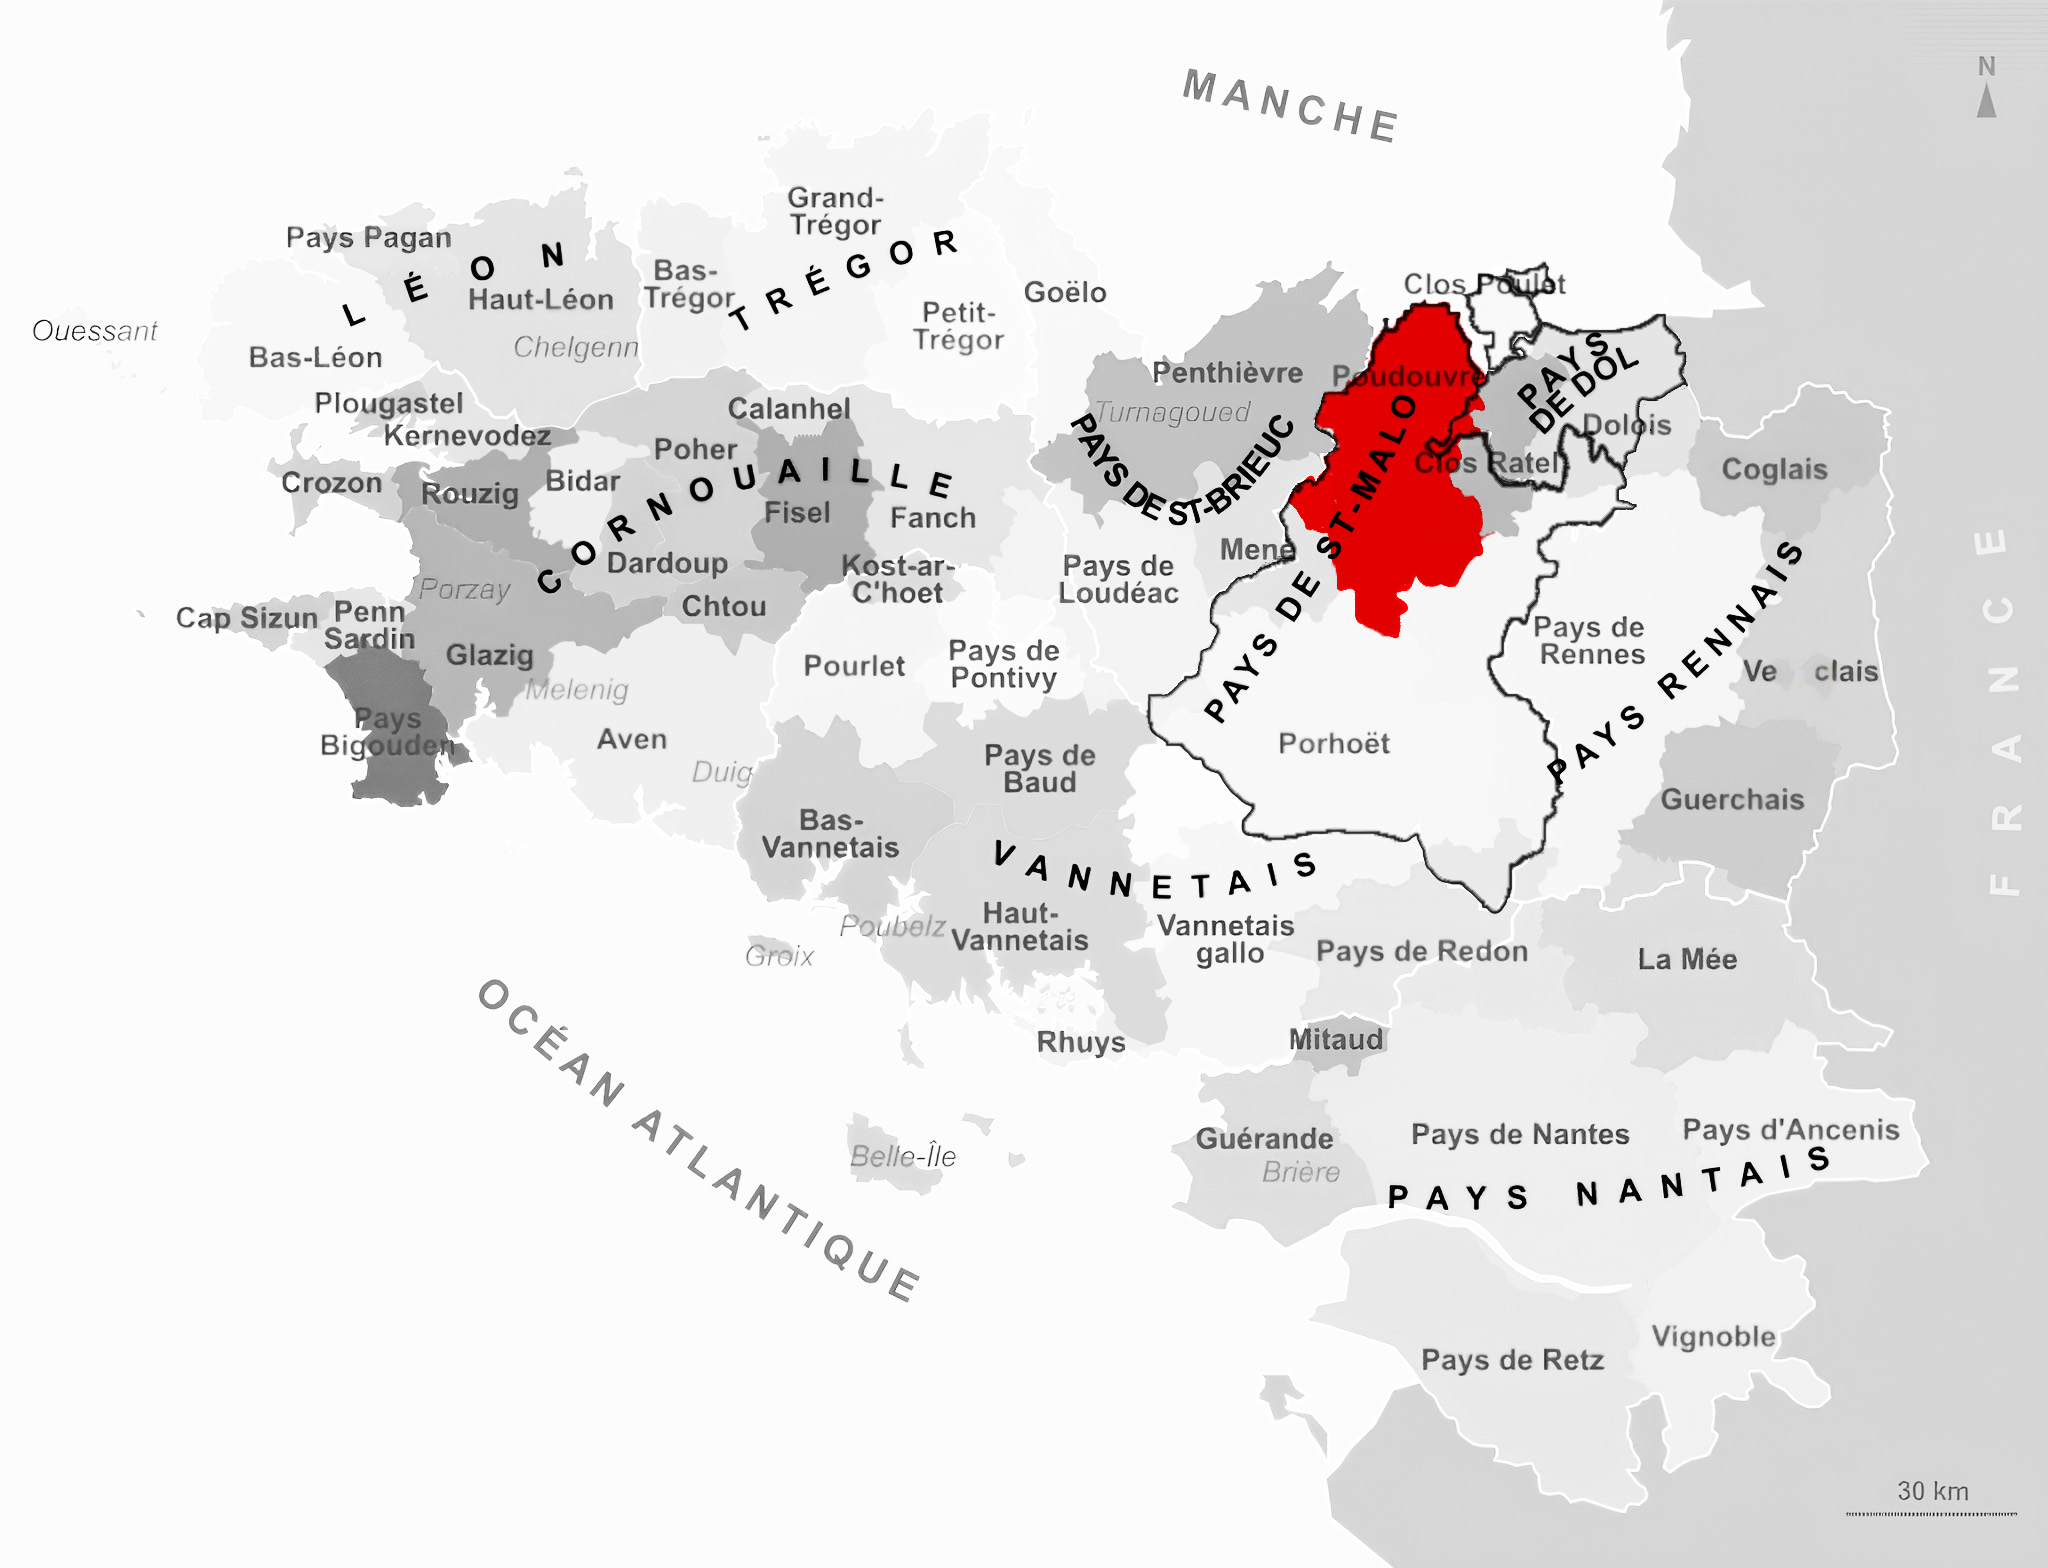 MANCHE
N
Grand-
Trégor
Pays Pagan
LÉON
Haut-Léon
Bas-
Trégor
TRÉGOR
Goëlo
Petit-
Trégor
Clos Poulet
Ouessant
Chelgenn
Bas-Léon
Penthièvre
Poudouvre
PAYS
DE DOL
Plougastel
Calanhel
Turnagoued
Dolois
Kernevodez
Poher
PAYS DE ST-BRIEUC
Clos Ratel
Coglais
Crozon
Rouzig
Bidar
CORNOUAILLE
Fisel
Fanch
PAYS DE ST-MALO
Mené
Dardoup
Kost-ar-
C'hoet
Pays de
Loudéac
Porzay
Chtou
Cap Sizun
Penn
Sardin
Pays de
Rennes
PAYS RENNAIS
FRANCE
Glazig
Pourlet
Pays de
Pontivy
Ve clais
Melenig
Pays
Bigouden
Aven
Porhoët
Duig
Pays de
Baud
Guerchais
Bas-
Vannetais
VANNETAIS
Haut-
Vannetais
Poubelz
Groix
Vannetais
gallo
Pays de Redon
La Mée
OCÉAN ATLANTIQUE
Rhuys
Mitaud
Belle-Île
Guérande
Brière
Pays de Nantes
Pays d'Ancenis
PAYS NANTAIS
Pays de Retz
Vignoble
30 km